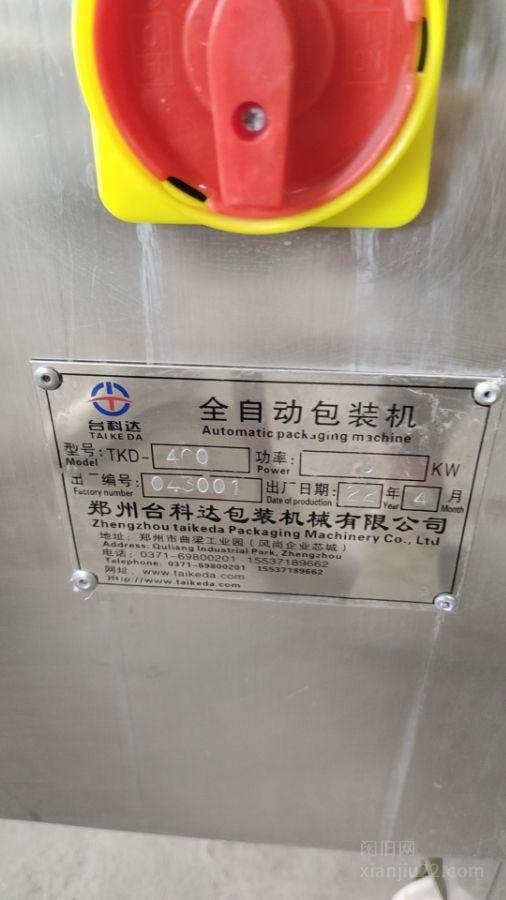 ON
台科达
TAIKEDA
全自动包装机
Automatic packaging machine
型号: TKD- 400 功率: KW
Model Power
出厂编号: 043001 出厂日期: 22 年 4 月
Factory number Date of production Year Month
郑州台科达包装机械有限公司
Zhengzhou taikeda Packaging Machinery Co., Ltd
地址: 郑州市曲梁工业园(风尚企业芯城)
Address: Quliang Industrial Park, Zhengzhou
电话: 0371-69800201 15537189662
Telephone: 0371-69800201 15537189662
网址: www.taikeda.com
Http://www.taikeda.com
闲旧网
xianjiu22.com